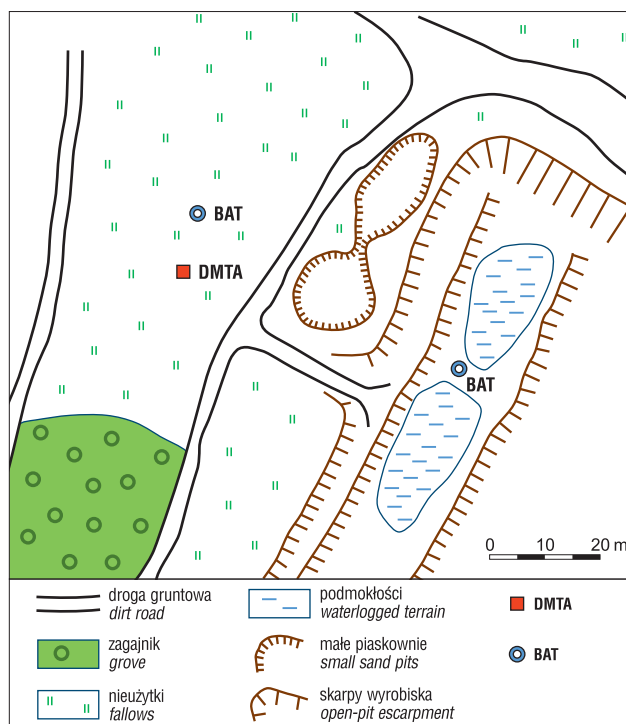 BAT
DMTA
BAT
0 10 20 m
droga gruntowa
dirt road
zagajnik
grove
nieużytki
fallows
podmokłości
waterlogged terrain
małe piaskownie
small sand pits
skarpy wyrobiska
open-pit escarpment
DMTA
BAT